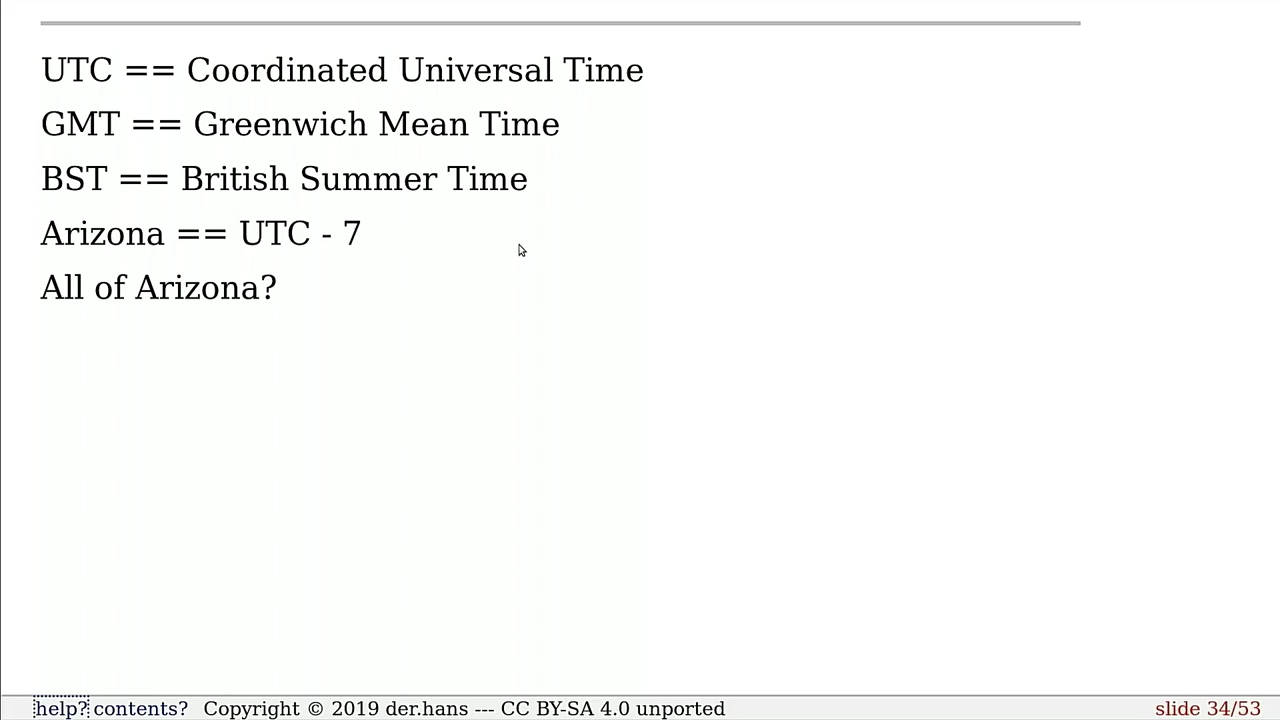 UTC == Coordinated Universal Time
GMT == Greenwich Mean Time
BST == British Summer Time
Arizona == UTC - 7
All of Arizona?
help? contents? Copyright © 2019 der.hans --- CC BY-SA 4.0 unported slide 34/53